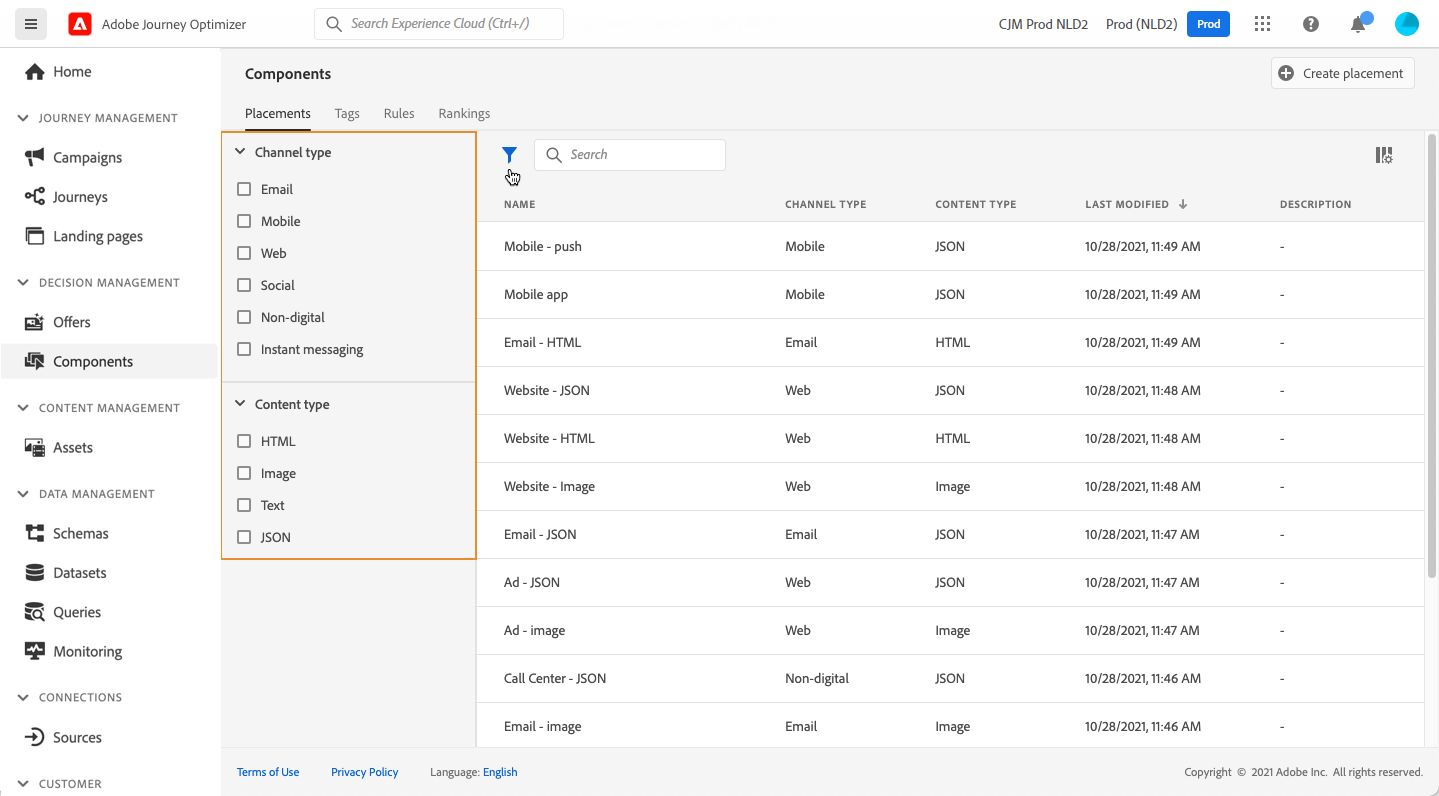 Adobe Journey Optimizer
Search Experience Cloud (Ctrl+/)
CJM Prod NLD2
Prod (NLD2)
Prod
Home
JOURNEY MANAGEMENT
Campaigns
Journeys
Landing pages
DECISION MANAGEMENT
Offers
Components
CONTENT MANAGEMENT
Assets
DATA MANAGEMENT
Schemas
Datasets
Queries
Monitoring
CONNECTIONS
Sources
CUSTOMER
Components
Create placement
Placements Tags Rules Rankings
Channel type
Email
Mobile
Web
Social
Non-digital
Instant messaging
Content type
HTML
Image
Text
JSON
Search
NAME CHANNEL TYPE CONTENT TYPE LAST MODIFIED DESCRIPTION
Mobile - push Mobile JSON 10/28/2021, 11:49 AM -
Mobile app Mobile JSON 10/28/2021, 11:49 AM -
Email - HTML Email HTML 10/28/2021, 11:49 AM -
Website - JSON Web JSON 10/28/2021, 11:48 AM -
Website - HTML Web HTML 10/28/2021, 11:48 AM -
Website - Image Web Image 10/28/2021, 11:48 AM -
Email - JSON Email JSON 10/28/2021, 11:47 AM -
Ad - JSON Web JSON 10/28/2021, 11:47 AM -
Ad - image Web Image 10/28/2021, 11:47 AM -
Call Center - JSON Non-digital JSON 10/28/2021, 11:46 AM -
Email - image Email Image 10/28/2021, 11:46 AM -
Terms of Use Privacy Policy Language: English Copyright © 2021 Adobe Inc. All rights reserved.